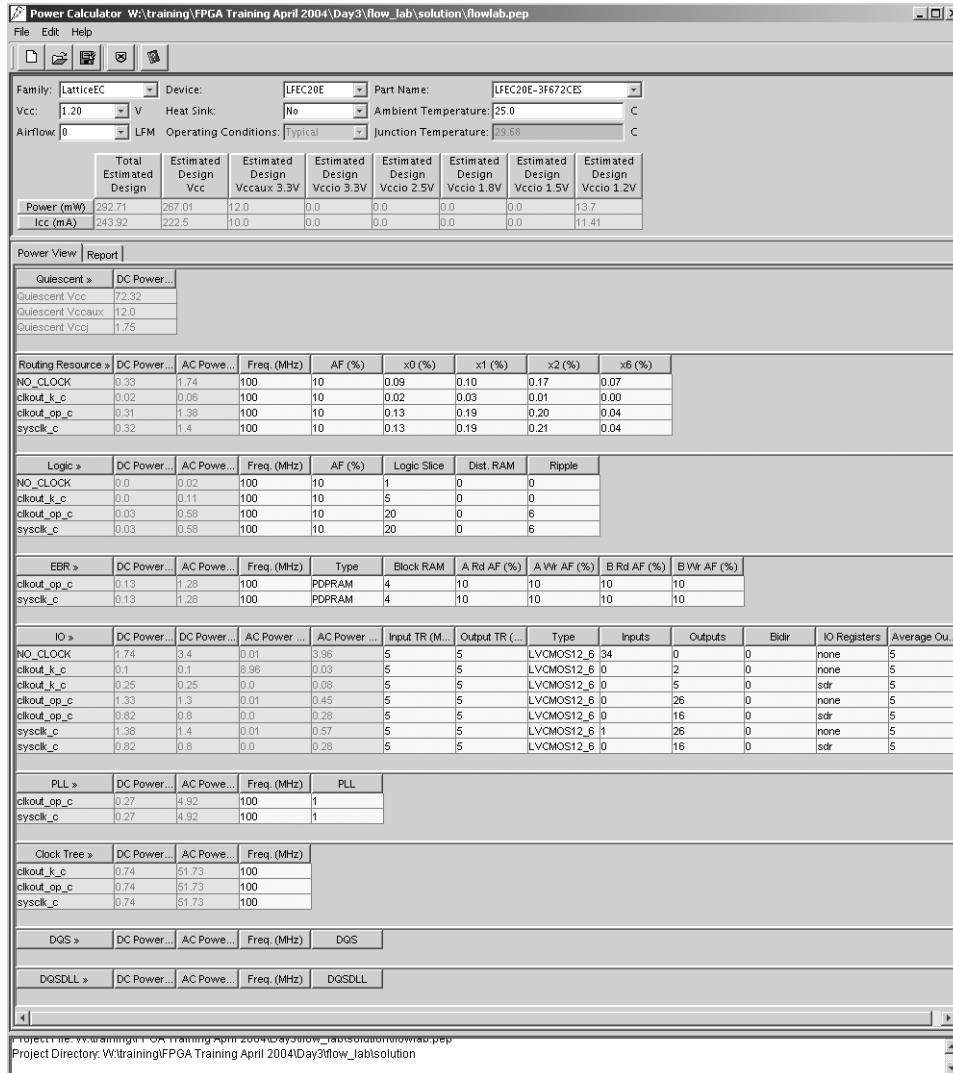 Power Calculator W:\training\FPGA Training April 2004\Day3\flow_lab\solution\flowlab.pep
File Edit Help
Family: LatticeEC Device: LFEC20E Part Name: LFEC20E-3F672CES
Vcc: 1.20 V Heat Sink: No Ambient Temperature: 25.0 C
Airflow: 0 LFM Operating Conditions: Typical Junction Temperature: 29.68 C
Total Estimated Design Estimated Design Vcc Estimated Design Vccaux 3.3V Estimated Design Vccio 3.3V Estimated Design Vccio 2.5V Estimated Design Vccio 1.8V Estimated Design Vccio 1.5V Estimated Design Vccio 1.2V
Power (mW) 292.71 267.01 12.0 0.0 0.0 0.0 0.0 13.7
Icc (mA) 243.92 222.5 10.0 0.0 0.0 0.0 0.0 11.41
Power View Report
Quiescent » DC Power...
Quiescent Vcc 72.32
Quiescent Vccaux 12.0
Quiescent Vccj 1.75
Routing Resource » DC Power... AC Powe... Freq. (MHz) AF (%) x0 (%) x1 (%) x2 (%) x6 (%)
NO_CLOCK 0.33 1.74 100 10 0.09 0.10 0.17 0.07
clkout_k_c 0.02 0.06 100 10 0.02 0.03 0.01 0.00
clkout_op_c 0.31 1.38 100 10 0.13 0.19 0.20 0.04
sysclk_c 0.32 1.4 100 10 0.13 0.19 0.21 0.04
Logic » DC Power... AC Powe... Freq. (MHz) AF (%) Logic Slice Dist. RAM Ripple
NO_CLOCK 0.0 0.02 100 10 1 0 0
clkout_k_c 0.0 0.11 100 10 5 0 0
clkout_op_c 0.03 0.58 100 10 20 0 6
sysclk_c 0.03 0.58 100 10 20 0 6
EBR » DC Power... AC Powe... Freq. (MHz) Type Block RAM A Rd AF (%) A Wr AF (%) B Rd AF (%) B Wr AF (%)
clkout_op_c 0.13 1.28 100 PDPRAM 4 10 10 10 10
sysclk_c 0.13 1.28 100 PDPRAM 4 10 10 10 10
IO » DC Power... DC Power... AC Power ... AC Power ... Input TR (M... Output TR (... Type Inputs Outputs Bidir IO Registers Average Ou...
NO_CLOCK 1.74 3.4 0.01 3.96 5 5 LVCMOS12_6 34 0 0 none 5
clkout_k_c 0.1 0.1 8.96 0.03 5 5 LVCMOS12_6 0 2 0 none 5
clkout_k_c 0.25 0.25 0.0 0.08 5 5 LVCMOS12_6 0 5 0 sdr 5
clkout_op_c 1.33 1.3 0.01 0.45 5 5 LVCMOS12_6 0 26 0 none 5
clkout_op_c 0.82 0.8 0.0 0.28 5 5 LVCMOS12_6 0 16 0 sdr 5
sysclk_c 1.38 1.4 0.01 0.57 5 5 LVCMOS12_6 1 26 0 none 5
sysclk_c 0.82 0.8 0.0 0.28 5 5 LVCMOS12_6 0 16 0 sdr 5
PLL » DC Power... AC Powe... Freq. (MHz) PLL
clkout_op_c 0.27 4.92 100 1
sysclk_c 0.27 4.92 100 1
Clock Tree » DC Power... AC Powe... Freq. (MHz)
clkout_k_c 0.74 51.73 100
clkout_op_c 0.74 51.73 100
sysclk_c 0.74 51.73 100
DQS » DC Power... AC Powe... Freq. (MHz) DQS
DQSDLL » DC Power... AC Powe... Freq. (MHz) DQSDLL
Project File: W:\training\FPGA Training April 2004\Day3\flow_lab\solution\flowlab.pep
Project Directory: W:\training\FPGA Training April 2004\Day3\flow_lab\solution